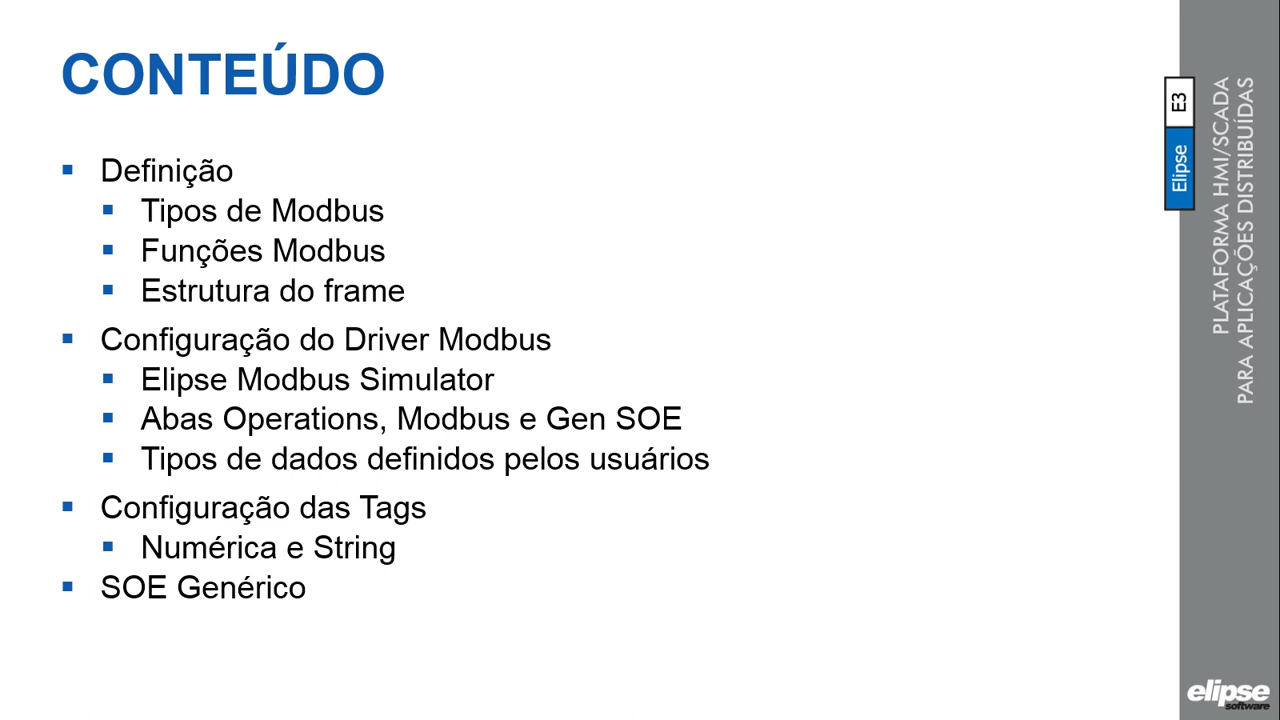 CONTEÚDO
Definição
Tipos de Modbus
Funções Modbus
Estrutura do frame
Configuração do Driver Modbus
Elipse Modbus Simulator
Abas Operations, Modbus e Gen SOE
Tipos de dados definidos pelos usuários
Configuração das Tags
Numérica e String
SOE Genérico
Elipse E3
PLATAFORMA HMI/SCADA
PARA APLICAÇÕES DISTRIBUÍDAS
elipse
software